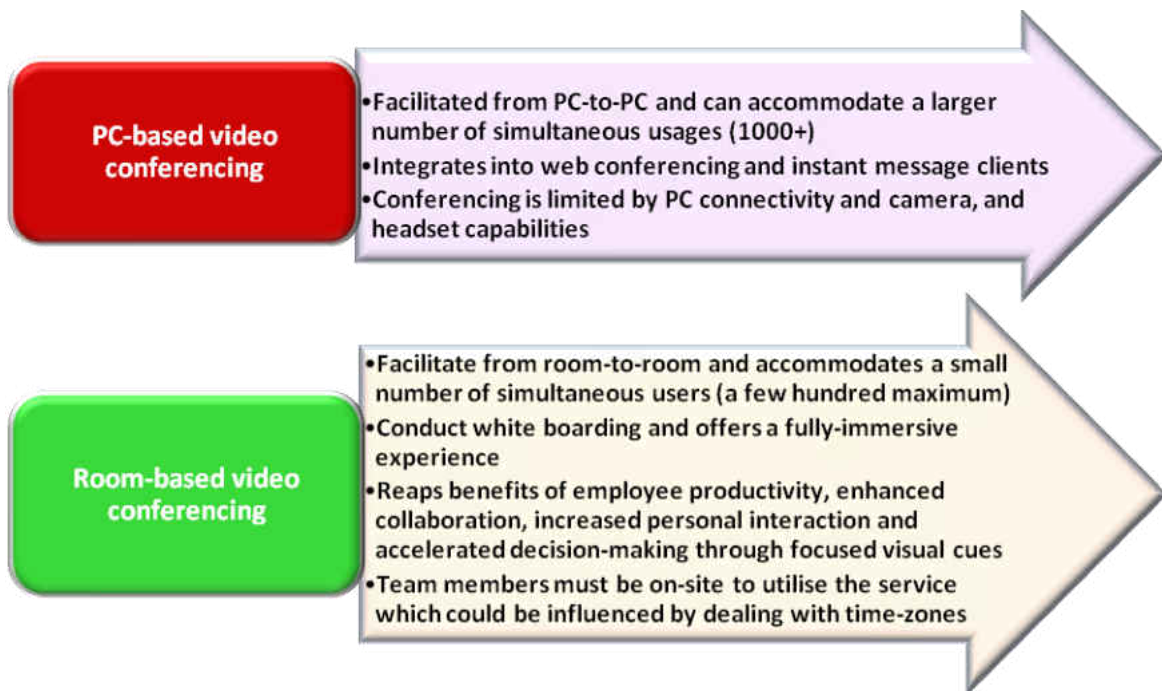 PC-based video
conferencing
•Facilitated from PC-to-PC and can accommodate a larger
number of simultaneous usages (1000+)
•Integrates into web conferencing and instant message clients
•Conferencing is limited by PC connectivity and camera, and
headset capabilities
Room-based video
conferencing
•Facilitate from room-to-room and accommodates a small
number of simultaneous users (a few hundred maximum)
•Conduct white boarding and offers a fully-immersive
experience
•Reaps benefits of employee productivity, enhanced
collaboration, increased personal interaction and
accelerated decision-making through focused visual cues
•Team members must be on-site to utilise the service
which could be influenced by dealing with time-zones